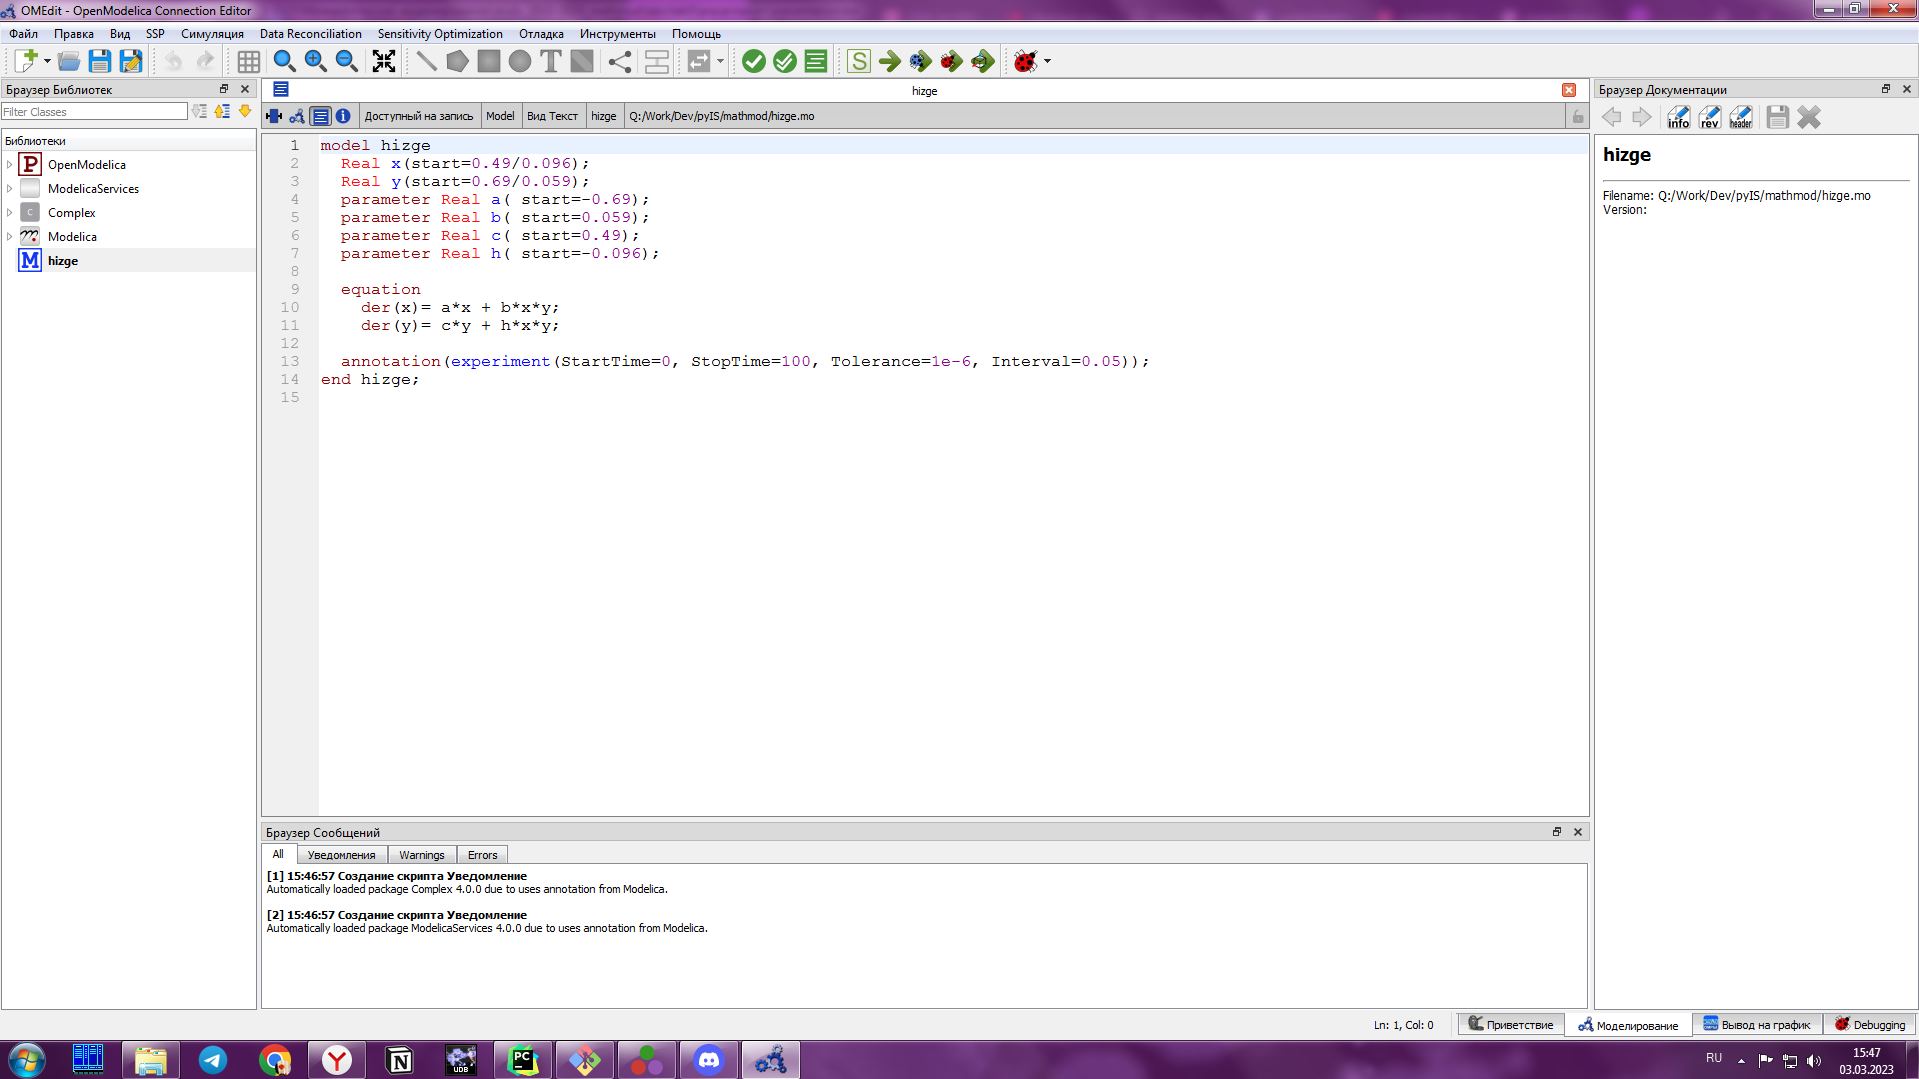 OMEdit - OpenModelica Connection Editor
Файл Правка Вид SSP Симуляция Data Reconciliation Sensitivity Optimization Отладка Инструменты Помощь
S
Браузер Библиотек
Filter Classes
Библиотеки
P OpenModelica
ModelicaServices
C Complex
Modelica
M hizge
hizge
Доступный на запись Model Вид Текст hizge Q:/Work/Dev/pyIS/mathmod/hizge.mo
1 model hizge
2 Real x(start=0.49/0.096);
3 Real y(start=0.69/0.059);
4 parameter Real a( start=-0.69);
5 parameter Real b( start=0.059);
6 parameter Real c( start=0.49);
7 parameter Real h( start=-0.096);
8
9 equation
10 der(x)= a*x + b*x*y;
11 der(y)= c*y + h*x*y;
12
13 annotation(experiment(StartTime=0, StopTime=100, Tolerance=1e-6, Interval=0.05));
14 end hizge;
15
Браузер Сообщений
All Уведомления Warnings Errors
[1] 15:46:57 Создание скрипта Уведомление
Automatically loaded package Complex 4.0.0 due to uses annotation from Modelica.
[2] 15:46:57 Создание скрипта Уведомление
Automatically loaded package ModelicaServices 4.0.0 due to uses annotation from Modelica.
Браузер Документации
info rev header
hizge
Filename: Q:/Work/Dev/pyIS/mathmod/hizge.mo
Version:
Ln: 1, Col: 0 Приветствие Моделирование Вывод на график Debugging
Y N UDB PC
RU
15:47
03.03.2023